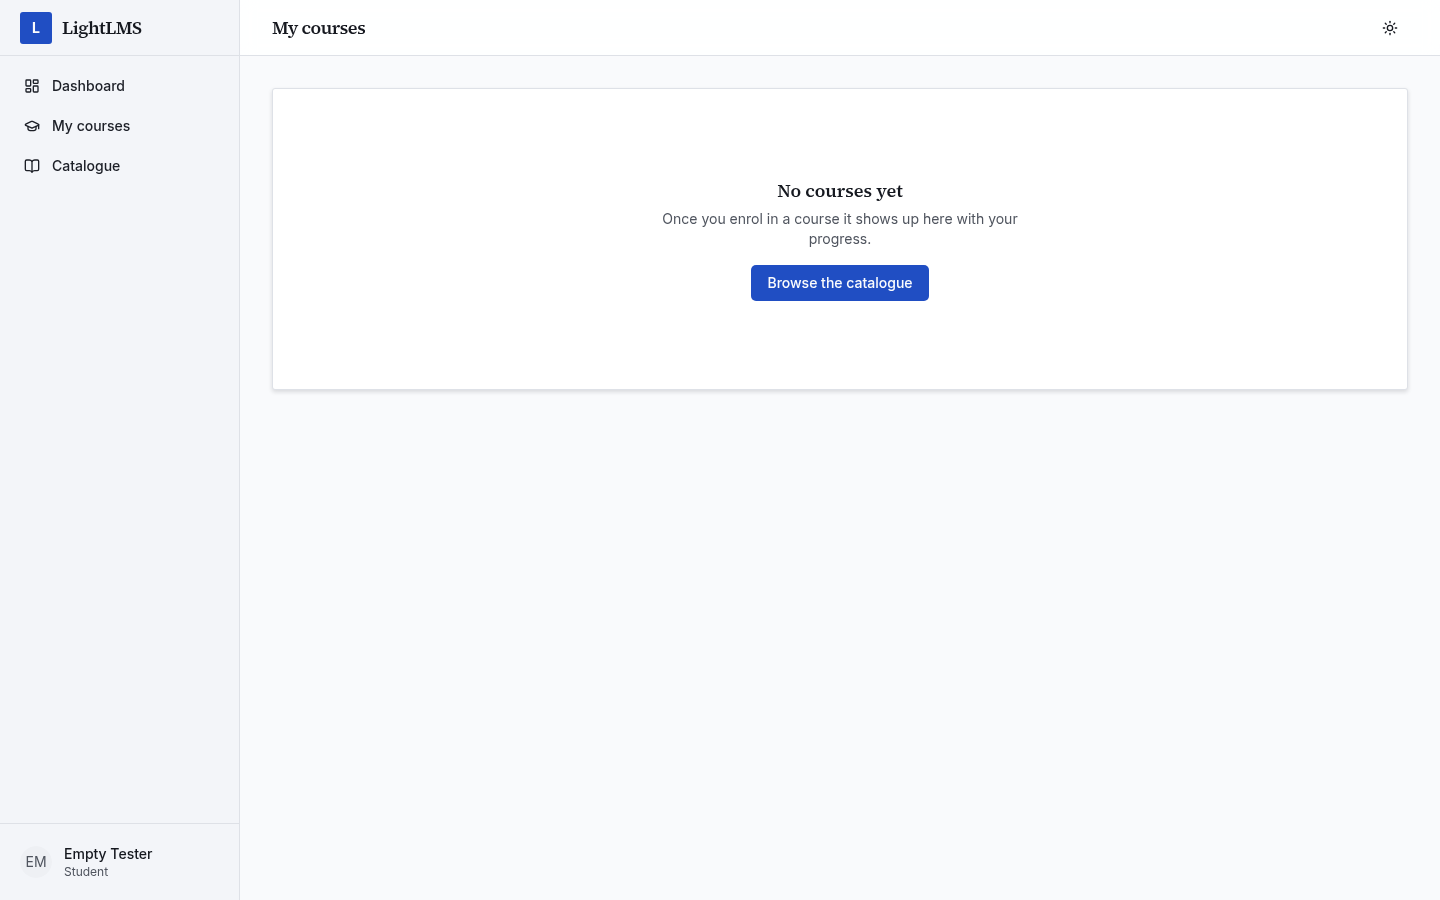 L
LightLMS
My courses
Dashboard
My courses
Catalogue
No courses yet
Once you enrol in a course it shows up here with your
progress.
Browse the catalogue
EM
Empty Tester
Student